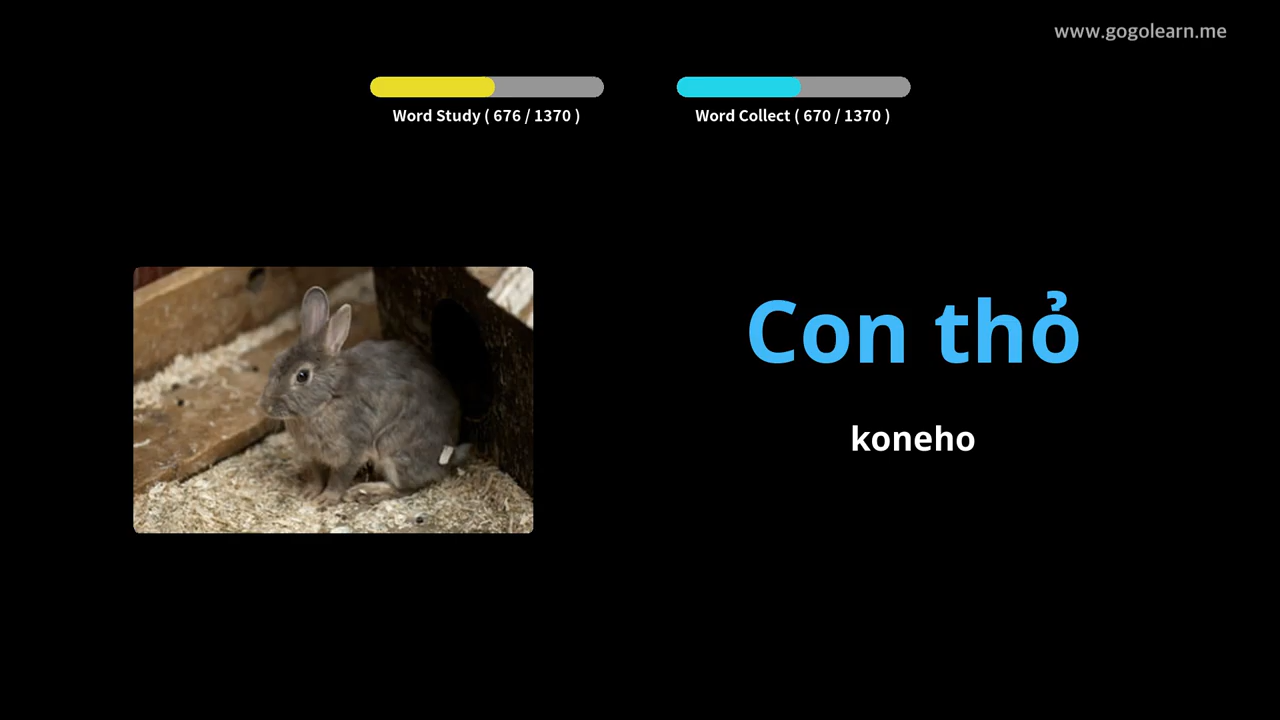 www.gogolearn.me
Word Study ( 676 / 1370 )
Word Collect ( 670 / 1370 )
Con thỏ
koneho